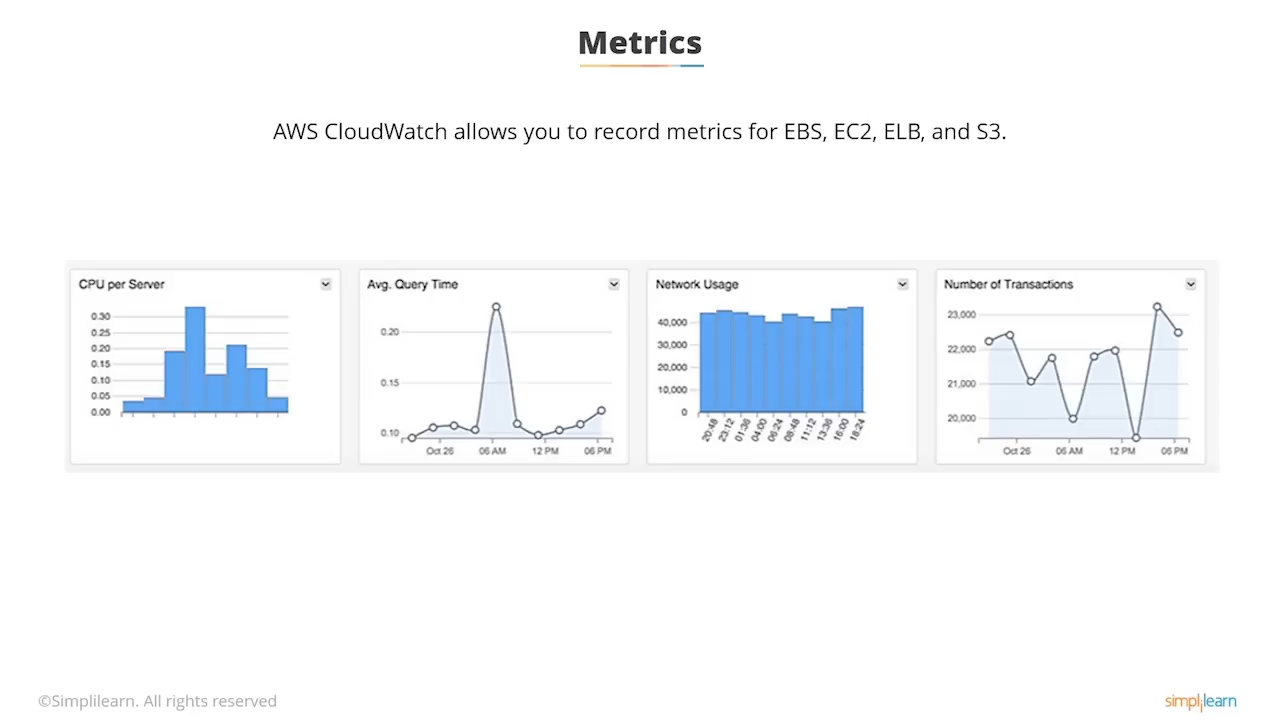 Metrics
AWS CloudWatch allows you to record metrics for EBS, EC2, ELB, and S3.
CPU per Server
0.30
0.25
0.20
0.15
0.10
0.05
0.00
Avg. Query Time
0.20
0.15
0.10
Oct 26 06 AM 12 PM 06 PM
Network Usage
40,000
30,000
20,000
10,000
0
20:48 23:12 01:36 04:00 06:24 08:48 11:12 13:36 16:00 18:24
Number of Transactions
23,000
22,000
21,000
20,000
Oct 26 06 AM 12 PM 06 PM
©Simplilearn. All rights reserved
simplilearn